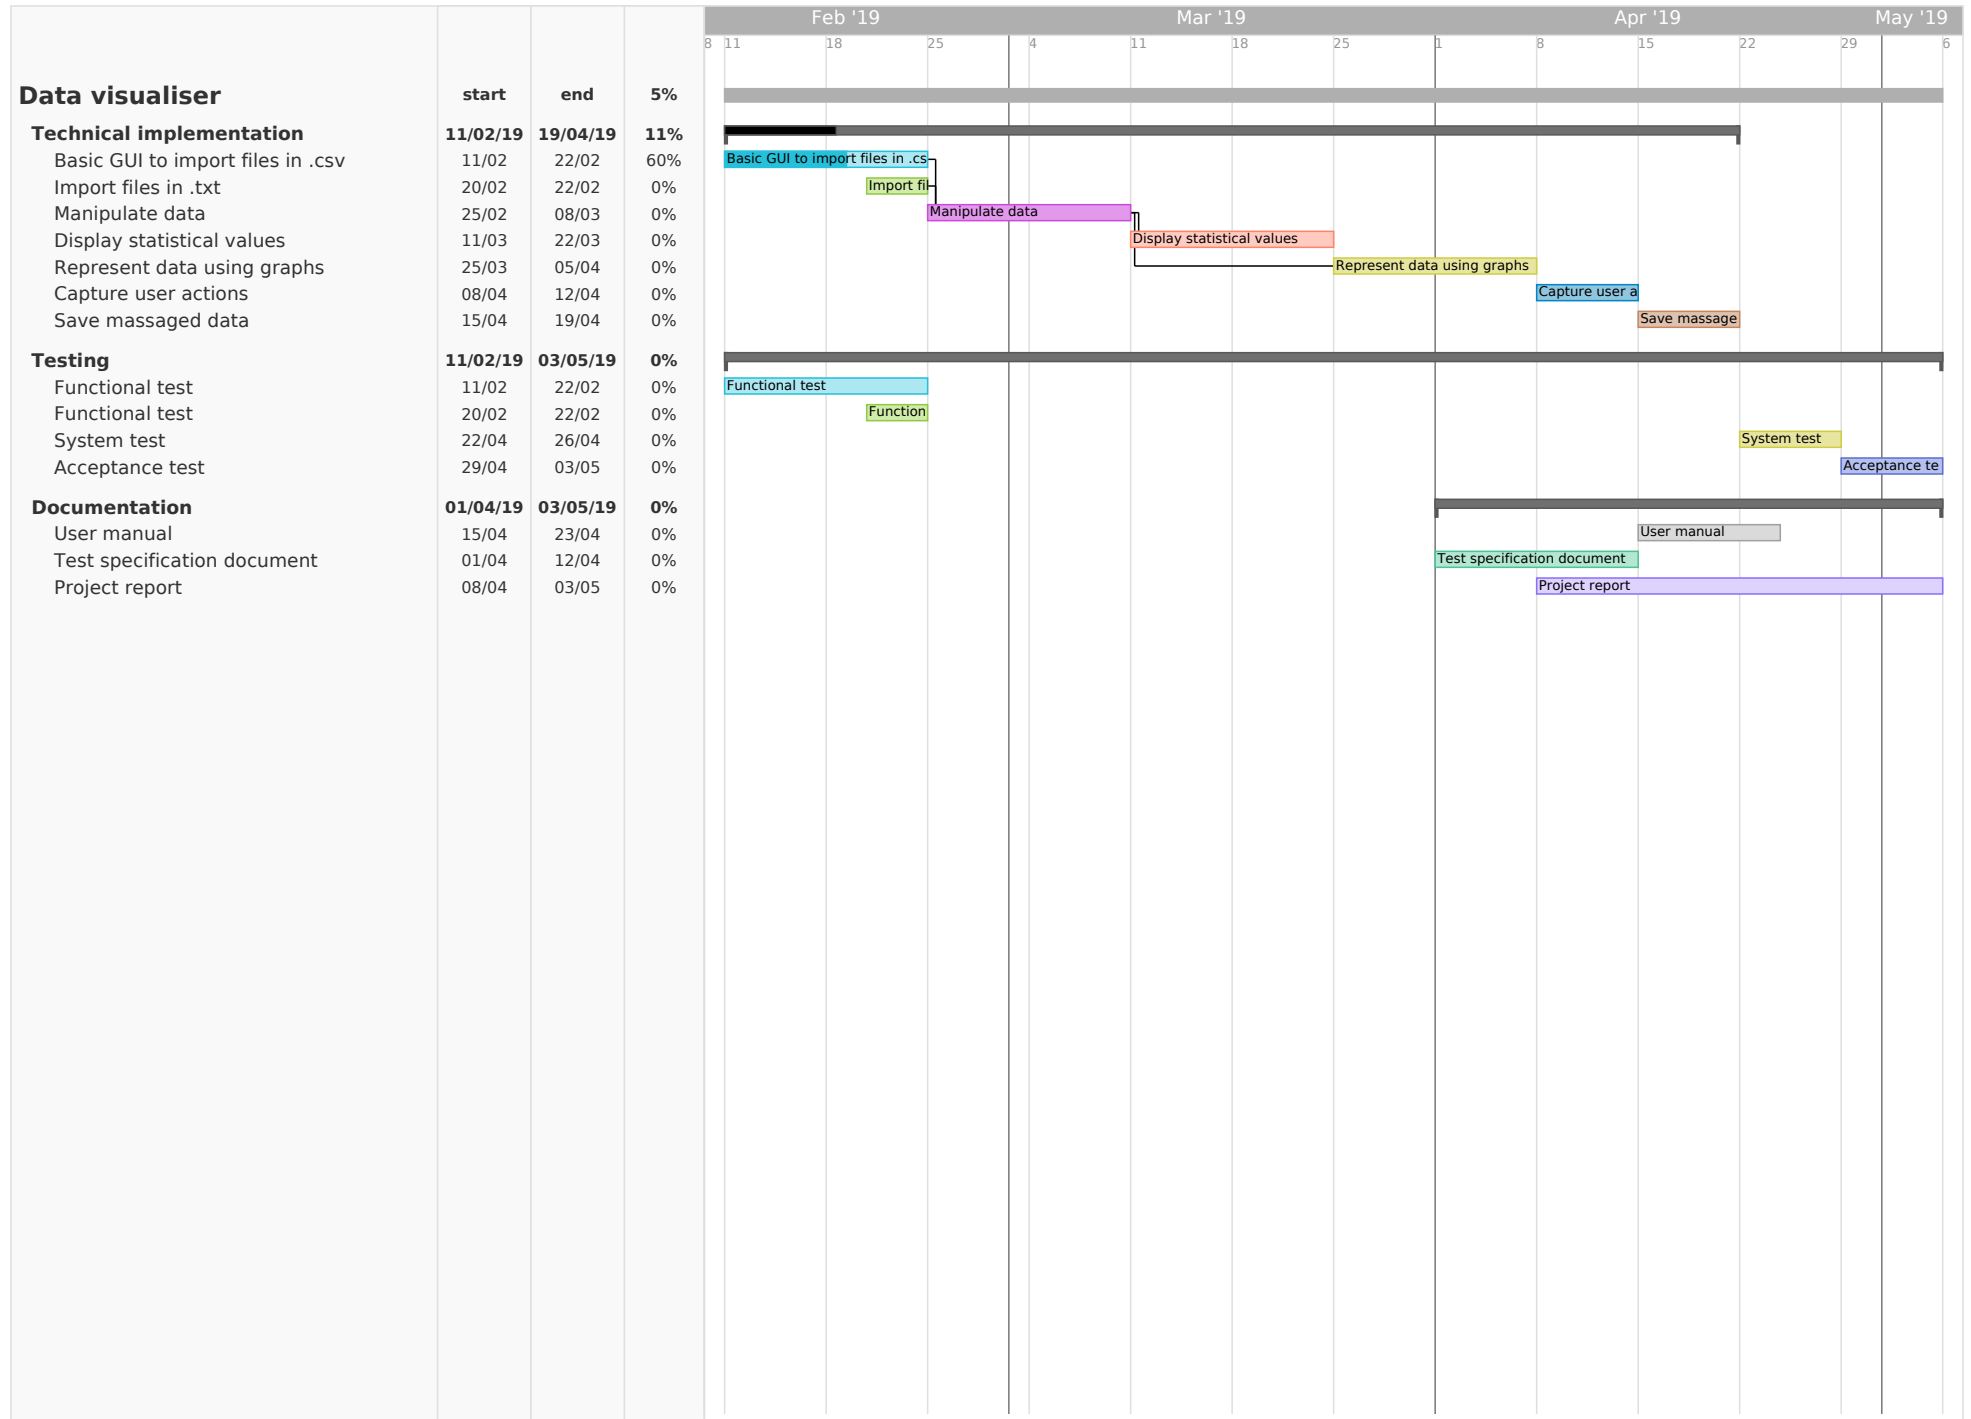 Feb '19 Mar '19 Apr '19 May '19
8 11 18 25 4 11 18 25 1 8 15 22 29 6
Data visualiser start end 5%
Technical implementation 11/02/19 19/04/19 11%
Basic GUI to import files in .csv 11/02 22/02 60% Basic GUI to import files in .cs
Import files in .txt 20/02 22/02 0% Import fil
Manipulate data 25/02 08/03 0% Manipulate data
Display statistical values 11/03 22/03 0% Display statistical values
Represent data using graphs 25/03 05/04 0% Represent data using graphs
Capture user actions 08/04 12/04 0% Capture user a
Save massaged data 15/04 19/04 0% Save massage
Testing 11/02/19 03/05/19 0%
Functional test 11/02 22/02 0% Functional test
Functional test 20/02 22/02 0% Function
System test 22/04 26/04 0% System test
Acceptance test 29/04 03/05 0% Acceptance te
Documentation 01/04/19 03/05/19 0%
User manual 15/04 23/04 0% User manual
Test specification document 01/04 12/04 0% Test specification document
Project report 08/04 03/05 0% Project report